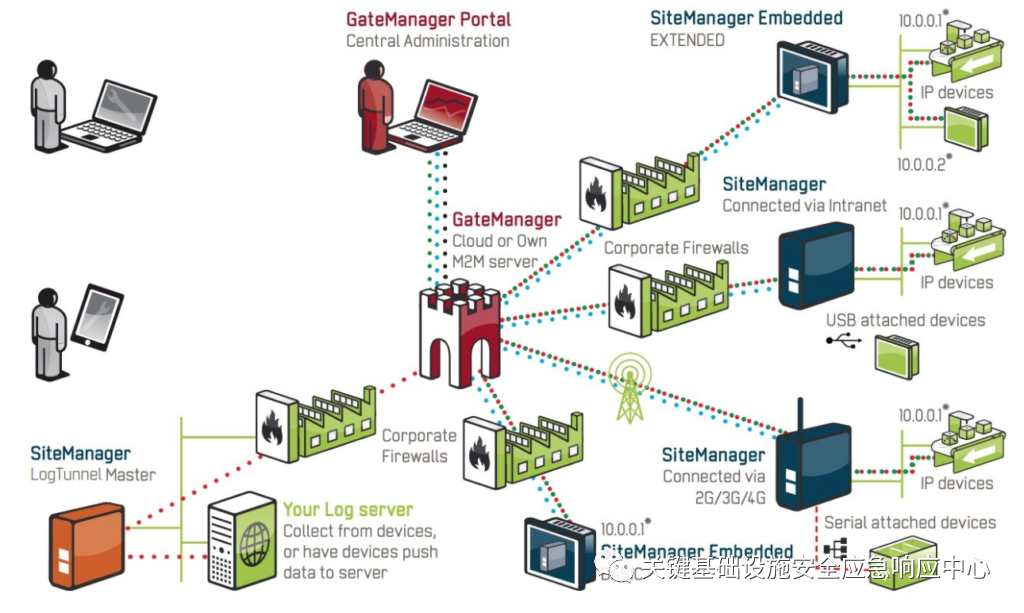 GateManager Portal
Central Administration
SiteManager Embedded
EXTENDED
10.0.0.1*
IP devices
10.0.0.2*
SiteManager
Connected via Intranet
10.0.0.1*
IP devices
GateManager
Cloud or Own
M2M server
Corporate Firewalls
USB attached devices
Corporate
Firewalls
SiteManager
LogTunnel Master
Your Log server
Collect from devices,
or have devices push
data to server
SiteManager
Connected via
2G/3G/4G
10.0.0.1*
IP devices
Serial attached devices
10.0.0.1*
SiteManager Embedded
关键基础设施安全应急响应中心